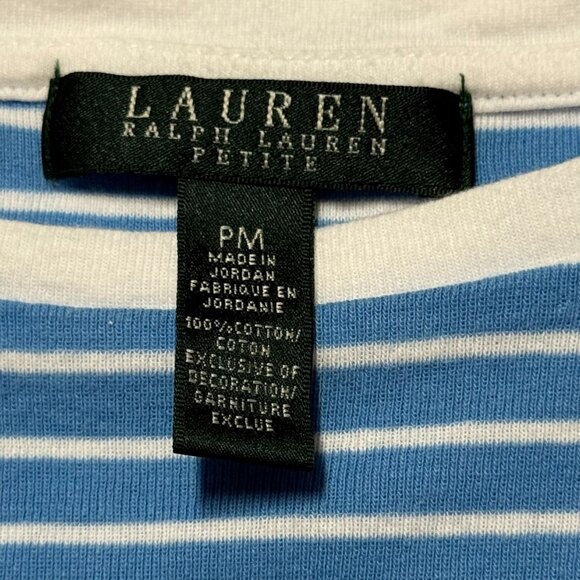 LAUREN
RALPH LAUREN
PETITE
PM
MADE IN
JORDAN
FABRIQUE EN
JORDANIE
100% COTTON/
COTON
EXCLUSIVE OF
DECORATION/
GARNITURE
EXCLUE